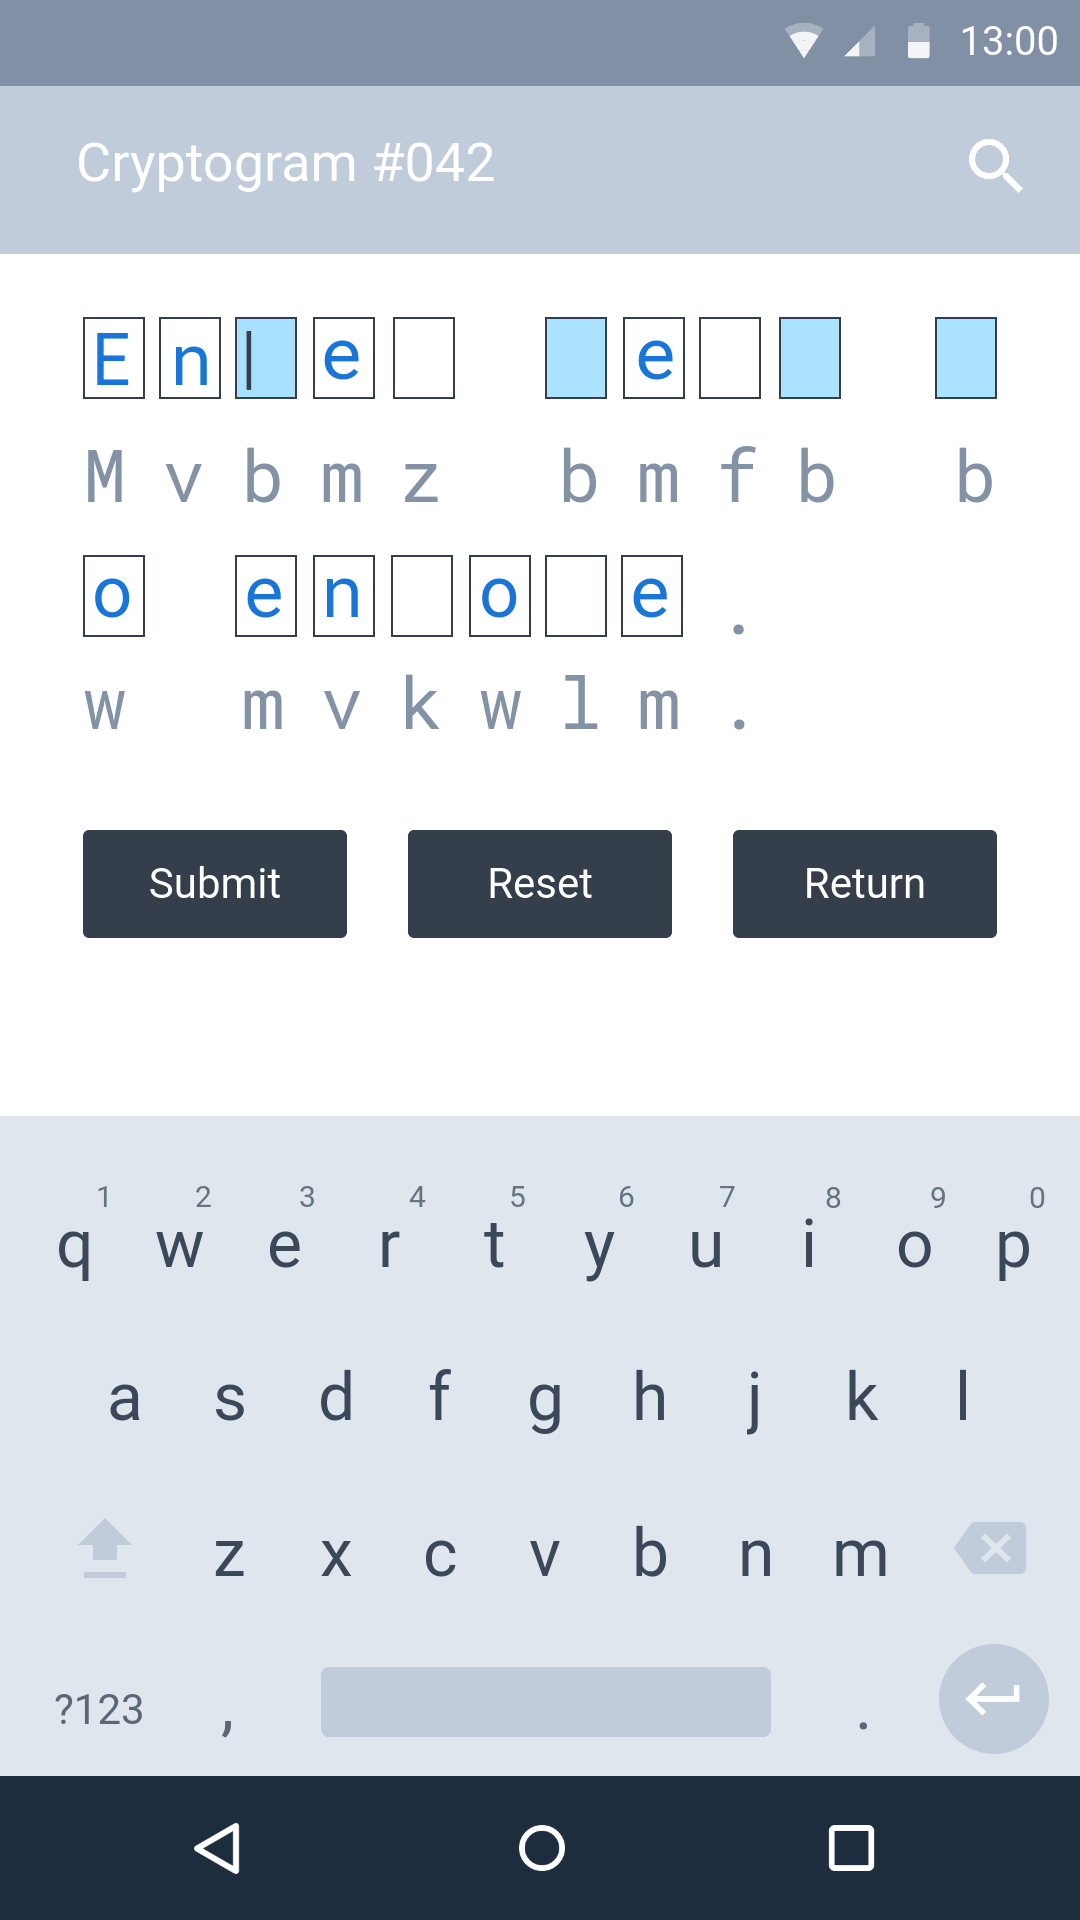 13:00
Cryptogram #042
E n e e
M v b m z b m f b b
o e n o e .
w m v k w l m .
Submit Reset Return
1 2 3 4 5 6 7 8 9 0
q w e r t y u i o p
a s d f g h j k l
z x c v b n m
?123 , .